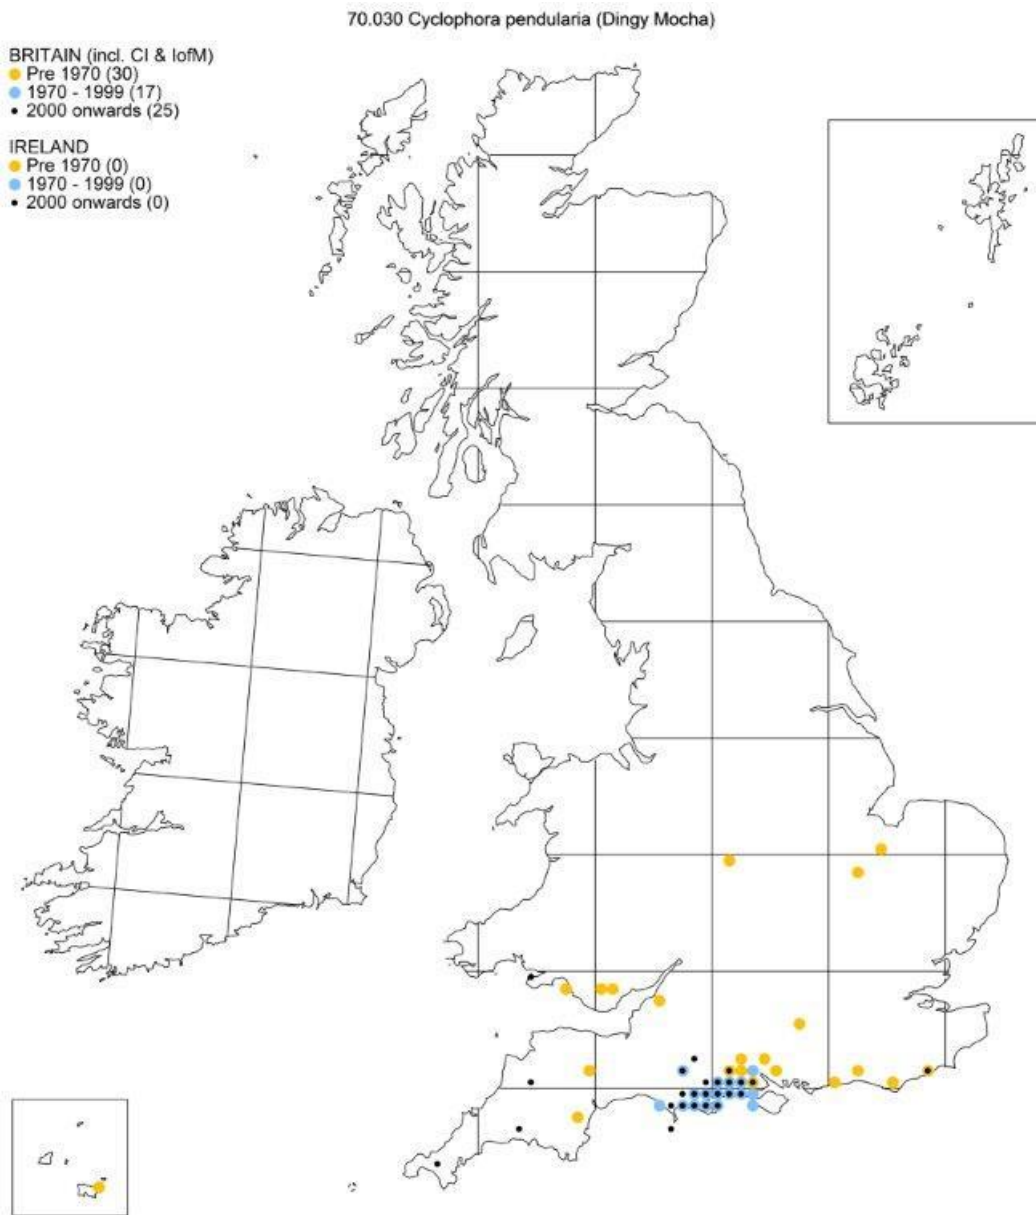 70.030 Cyclophora pendularia (Dingy Mocha)
BRITAIN (incl. CI & IofM)
Pre 1970 (30)
1970 - 1999 (17)
2000 onwards (25)
IRELAND
Pre 1970 (0)
1970 - 1999 (0)
2000 onwards (0)